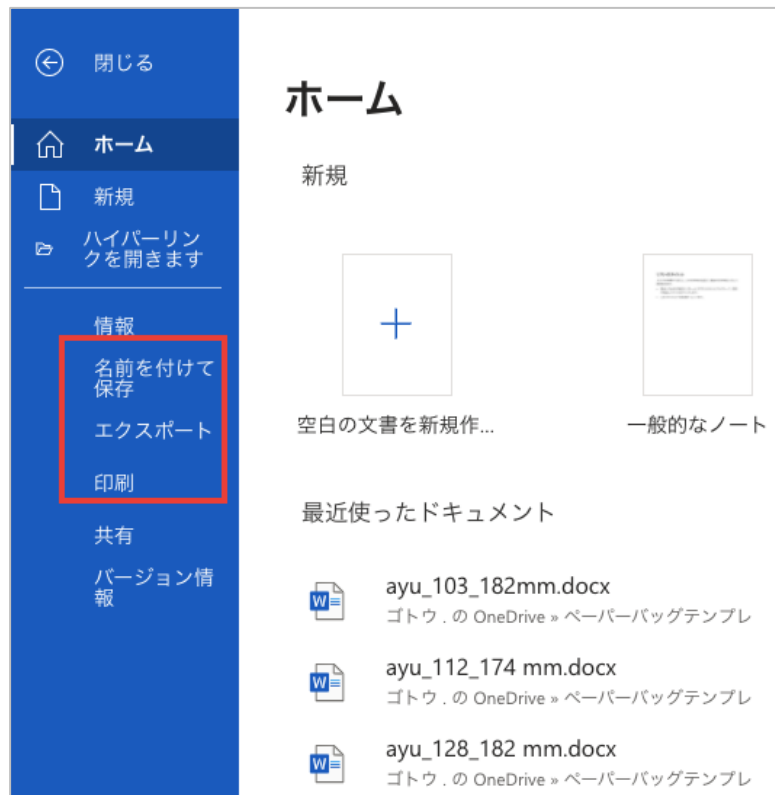 閉じる
ホーム
新規
ハイパーリン
クを開きます
情報
名前を付けて
保存
エクスポート
印刷
共有
バージョン情
報
ホーム
新規
空白の文書を新規作...
一般的なノート
最近使ったドキュメント
ayu_103_182mm.docx
ゴトウ . の OneDrive » ペーパーバッグテンプレ
ayu_112_174 mm.docx
ゴトウ . の OneDrive » ペーパーバッグテンプレ
ayu_128_182 mm.docx
ゴトウ . の OneDrive » ペーパーバッグテンプレ